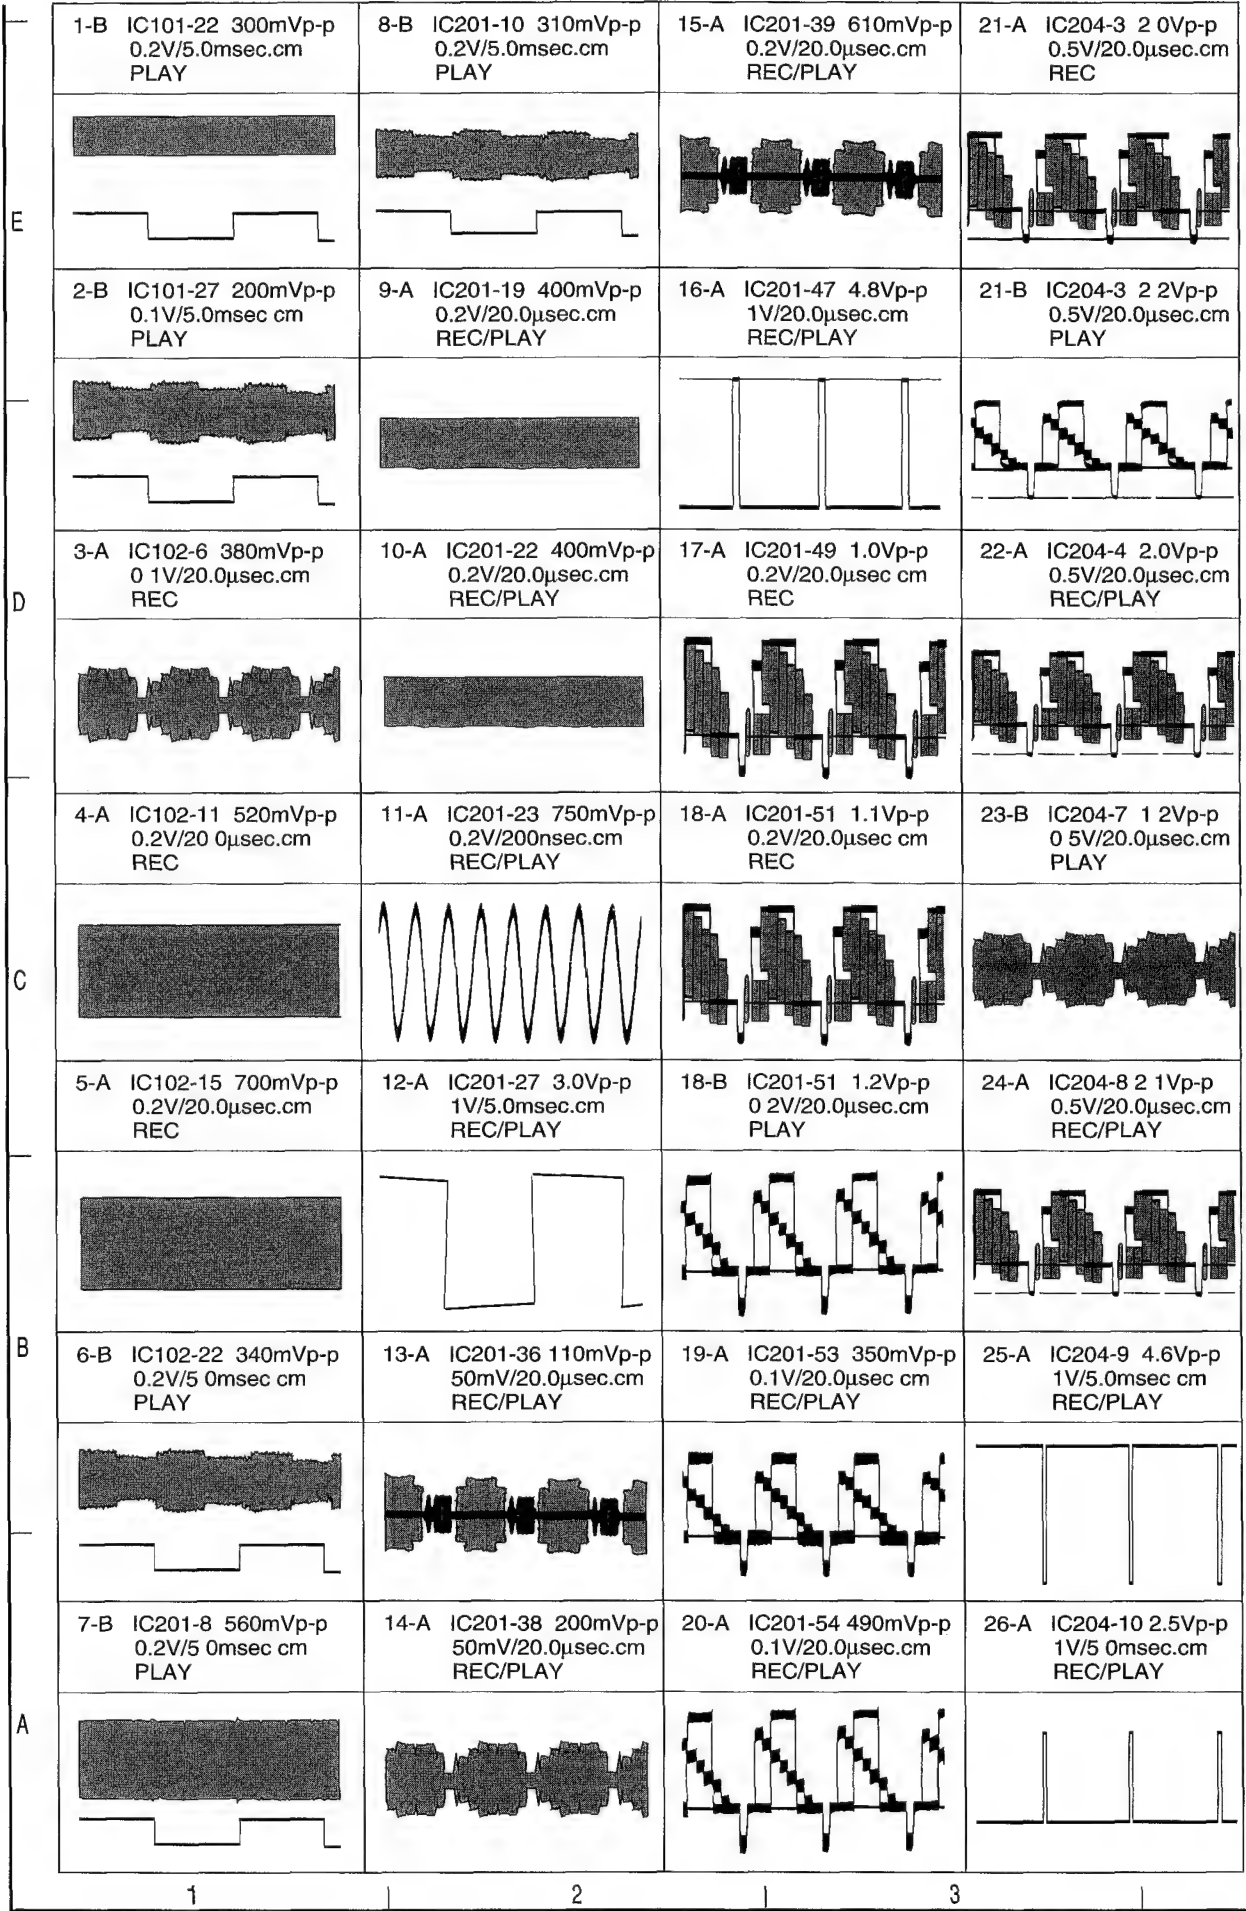 1-B IC101-22 300mVp-p
0.2V/5.0msec.cm
PLAY
8-B IC201-10 310mVp-p
0.2V/5.0msec.cm
PLAY
15-A IC201-39 610mVp-p
0.2V/20.0µsec.cm
REC/PLAY
21-A IC204-3 2 0Vp-p
0.5V/20.0µsec.cm
REC
E
2-B IC101-27 200mVp-p
0.1V/5.0msec cm
PLAY
9-A IC201-19 400mVp-p
0.2V/20.0µsec.cm
REC/PLAY
16-A IC201-47 4.8Vp-p
1V/20.0µsec.cm
REC/PLAY
21-B IC204-3 2 2Vp-p
0.5V/20.0µsec.cm
PLAY
3-A IC102-6 380mVp-p
0 1V/20.0µsec.cm
REC
10-A IC201-22 400mVp-p
0.2V/20.0µsec.cm
REC/PLAY
17-A IC201-49 1.0Vp-p
0.2V/20.0µsec cm
REC
22-A IC204-4 2.0Vp-p
0.5V/20.0µsec.cm
REC/PLAY
D
4-A IC102-11 520mVp-p
0.2V/20 0µsec.cm
REC
11-A IC201-23 750mVp-p
0.2V/200nsec.cm
REC/PLAY
18-A IC201-51 1.1Vp-p
0.2V/20.0µsec cm
REC
23-B IC204-7 1 2Vp-p
0 5V/20.0µsec.cm
PLAY
C
5-A IC102-15 700mVp-p
0.2V/20.0µsec.cm
REC
12-A IC201-27 3.0Vp-p
1V/5.0msec.cm
REC/PLAY
18-B IC201-51 1.2Vp-p
0 2V/20.0µsec.cm
PLAY
24-A IC204-8 2 1Vp-p
0.5V/20.0µsec.cm
REC/PLAY
B
6-B IC102-22 340mVp-p
0.2V/5 0msec cm
PLAY
13-A IC201-36 110mVp-p
50mV/20.0µsec.cm
REC/PLAY
19-A IC201-53 350mVp-p
0.1V/20.0µsec cm
REC/PLAY
25-A IC204-9 4.6Vp-p
1V/5.0msec cm
REC/PLAY
7-B IC201-8 560mVp-p
0.2V/5 0msec cm
PLAY
14-A IC201-38 200mVp-p
50mV/20.0µsec.cm
REC/PLAY
20-A IC201-54 490mVp-p
0.1V/20.0µsec.cm
REC/PLAY
26-A IC204-10 2.5Vp-p
1V/5 0msec.cm
REC/PLAY
A
1 2 3